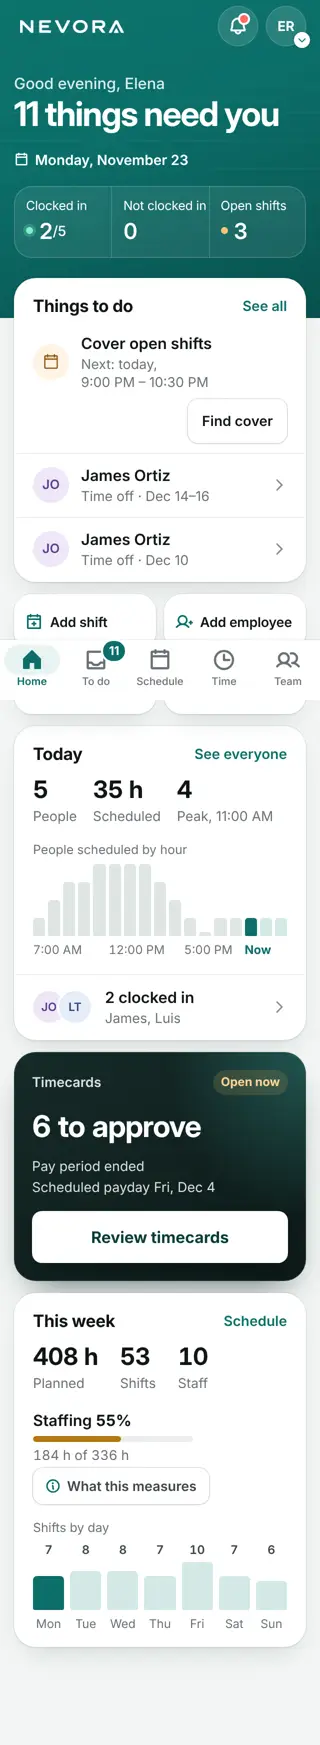 NEVORA
ER
Good evening, Elena
11 things need you
Monday, November 23
Clocked in
Not clocked in
Open shifts
2/5
0
3
Things to do
See all
Cover open shifts
Next: today,
9:00 PM – 10:30 PM
Find cover
JO
James Ortiz
Time off · Dec 14–16
JO
James Ortiz
Time off · Dec 10
Add shift
Add employee
11
Home
To do
Schedule
Time
Team
Today
See everyone
5
35 h
4
People
Scheduled
Peak, 11:00 AM
People scheduled by hour
7:00 AM
12:00 PM
5:00 PM
Now
JO
LT
2 clocked in
James, Luis
Timecards
Open now
6 to approve
Pay period ended
Scheduled payday Fri, Dec 4
Review timecards
This week
Schedule
408 h
53
10
Planned
Shifts
Staff
Staffing 55%
184 h of 336 h
What this measures
Shifts by day
7
8
8
7
10
7
6
Mon
Tue
Wed
Thu
Fri
Sat
Sun